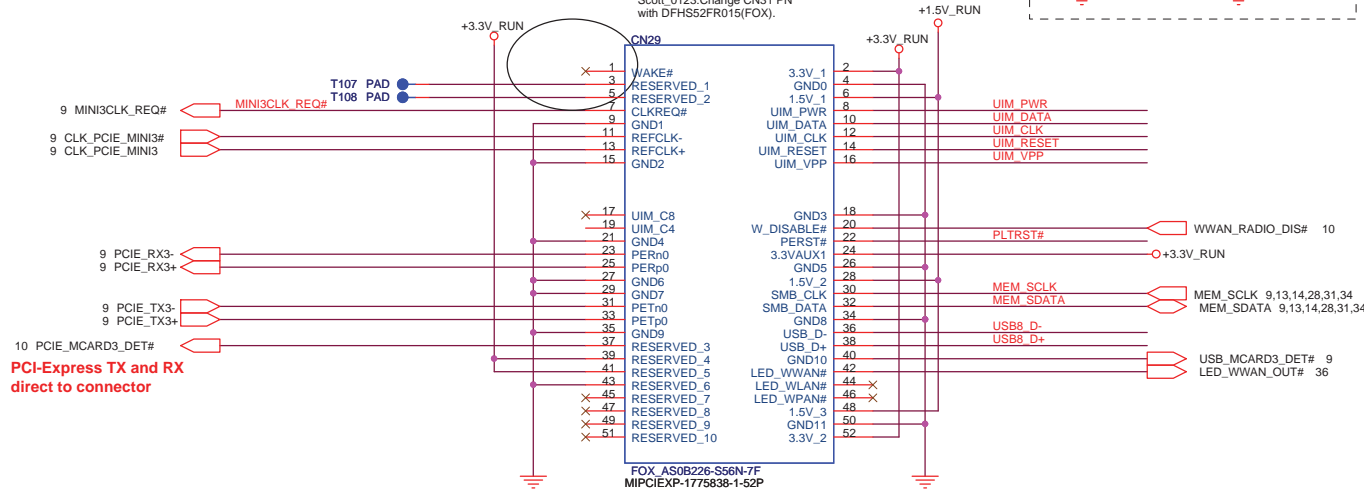 with DFHS52FR015(FOX).
+3.3V_RUN
+1.5V_RUN
+3.3V_RUN
CN29
1 WAKE# 3.3V_1 2
T107 PAD 3 RESERVED_1 GND0 4
T108 PAD 5 RESERVED_2 1.5V_1 6
9 MINI3CLK_REQ# MINI3CLK_REQ# 7 CLKREQ# UIM_PWR 8 UIM_PWR
9 GND1 UIM_DATA 10 UIM_DATA
9 CLK_PCIE_MINI3# 11 REFCLK- UIM_CLK 12 UIM_CLK
9 CLK_PCIE_MINI3 13 REFCLK+ UIM_RESET 14 UIM_RESET
15 GND2 UIM_VPP 16 UIM_VPP
17 UIM_C8 GND3 18
19 UIM_C4 W_DISABLE# 20 WWAN_RADIO_DIS# 10
21 GND4 PERST# 22 PLTRST#
9 PCIE_RX3- 23 PERn0 3.3VAUX1 24 +3.3V_RUN
9 PCIE_RX3+ 25 PERp0 GND5 26
27 GND6 1.5V_2 28
29 GND7 SMB_CLK 30 MEM_SCLK MEM_SCLK 9,13,14,28,31,34
9 PCIE_TX3- 31 PETn0 SMB_DATA 32 MEM_SDATA MEM_SDATA 9,13,14,28,31,34
9 PCIE_TX3+ 33 PETp0 GND8 34
35 GND9 USB_D- 36 USB8_D-
10 PCIE_MCARD3_DET# 37 RESERVED_3 USB_D+ 38 USB8_D+
39 RESERVED_4 GND10 40 USB_MCARD3_DET# 9
41 RESERVED_5 LED_WWAN# 42 LED_WWAN_OUT# 36
43 RESERVED_6 LED_WLAN# 44
45 RESERVED_7 LED_WPAN# 46
47 RESERVED_8 1.5V_3 48
49 RESERVED_9 GND11 50
51 RESERVED_10 3.3V_2 52
PCI-Express TX and RX
direct to connector
FOX_AS0B226-S56N-7F
MIPCIEXP-1775838-1-52P